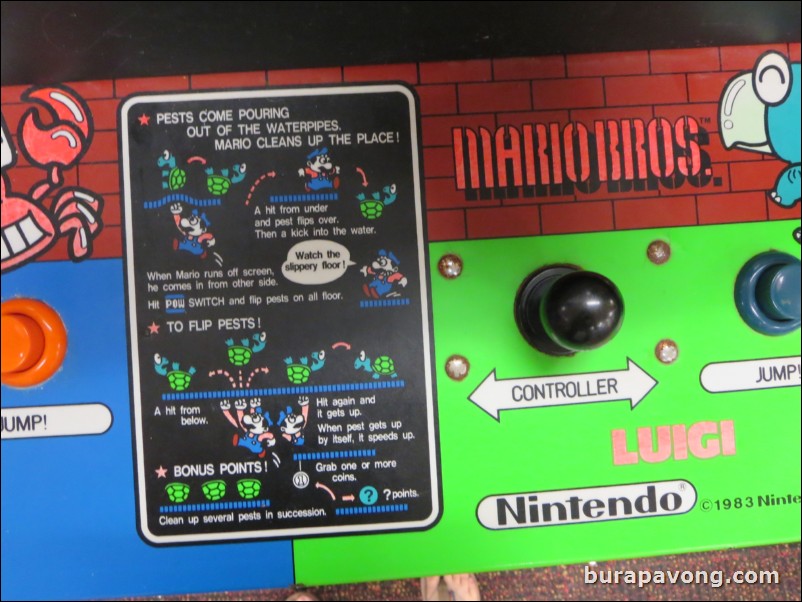 ★ PESTS COME POURING
OUT OF THE WATERPIPES.
MARIO CLEANS UP THE PLACE!
A hit from under
and pest flips over.
Then a kick into the water.
When Mario runs off screen,
he comes in from other side.
Watch the
slippery floor!
Hit POW SWITCH and flip pests on all floor.
★ TO FLIP PESTS!
A hit from
below.
Hit again and
it gets up.
When pest gets up
by itself, it speeds up.
★ BONUS POINTS!
Grab one or more
coins.
? ?points.
Clean up several pests in succession.
JUMP!
MARIO BROS.™
CONTROLLER
JUMP!
LUIGI
Nintendo®
©1983 Ninte
burapavong.com